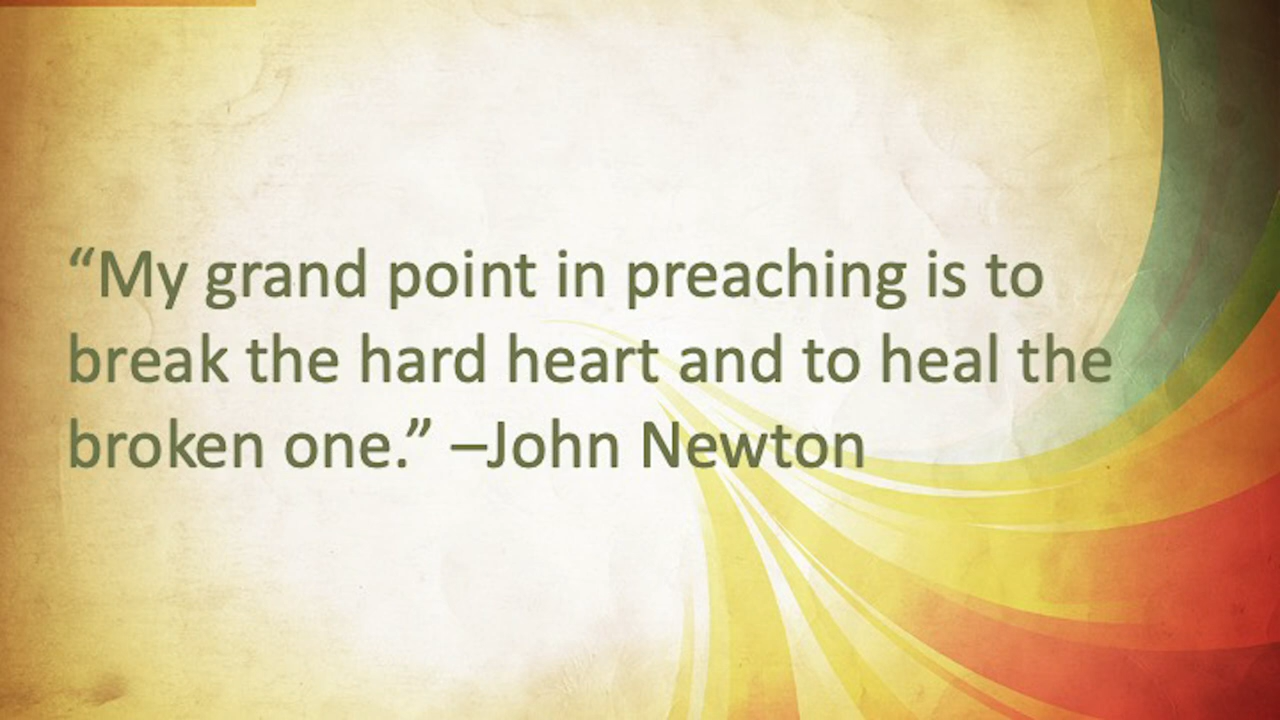 “My grand point in preaching is to
break the hard heart and to heal the
broken one.” –John Newton